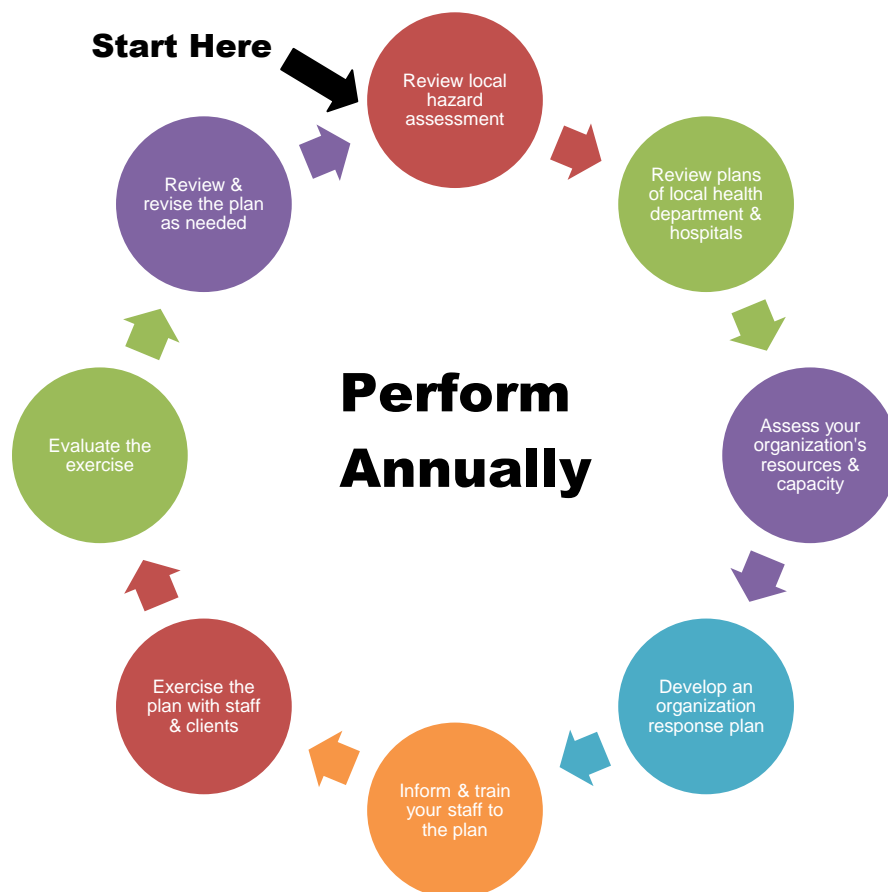 Start Here
Review local
hazard
assessment
Review plans
of local health
department &
hospitals
Assess your
organization's
resources &
capacity
Develop an
organization
response plan
Inform & train
your staff to
the plan
Exercise the
plan with staff
& clients
Evaluate the
exercise
Review &
revise the plan
as needed
Perform
Annually